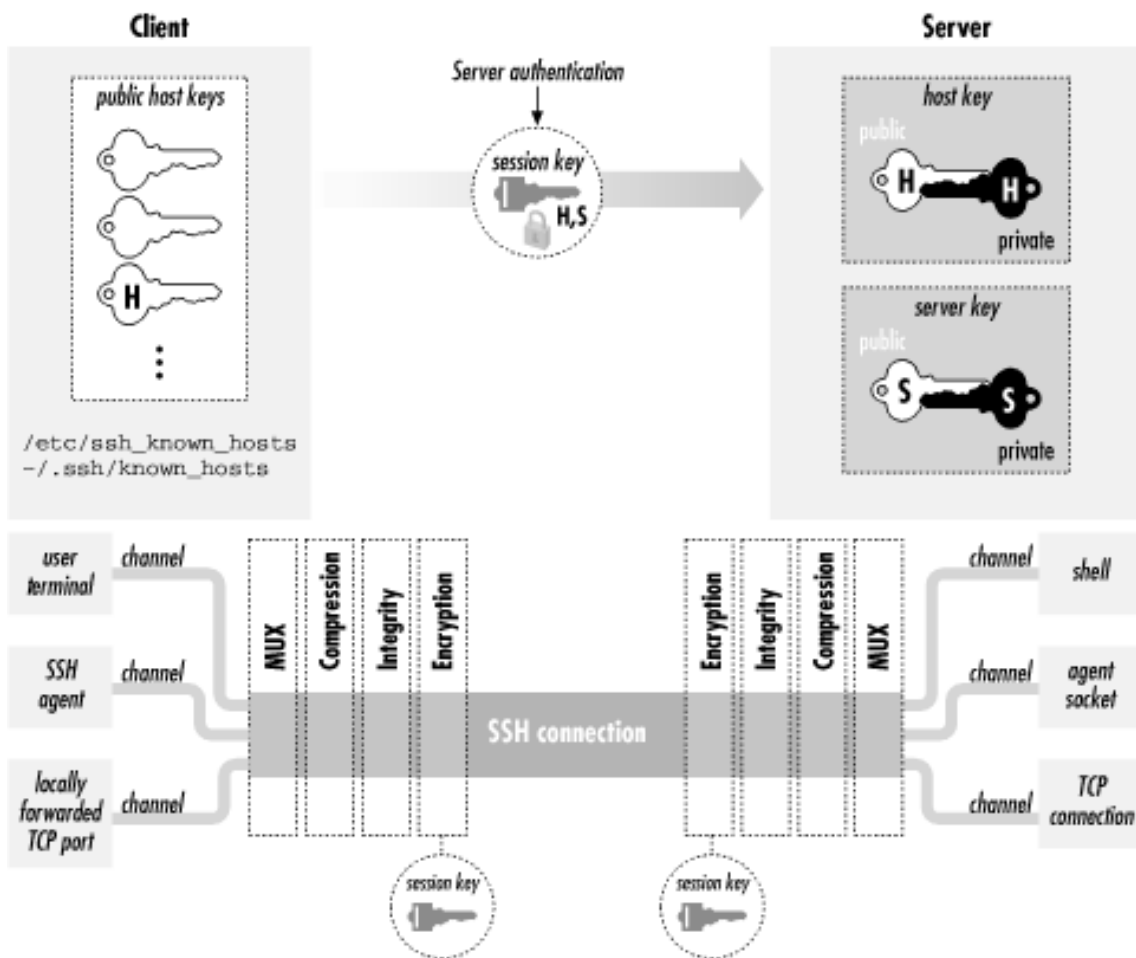 Client
Server
public host keys
H
/etc/ssh_known_hosts
~/.ssh/known_hosts
Server authentication
session key
H,S
host key
public
H
H
private
server key
public
S
S
private
user
terminal
channel
SSH
agent
channel
locally
forwarded
TCP port
channel
MUX
Compression
Integrity
Encryption
SSH connection
Encryption
Integrity
Compression
MUX
channel
shell
channel
agent
socket
channel
TCP
connection
session key
session key